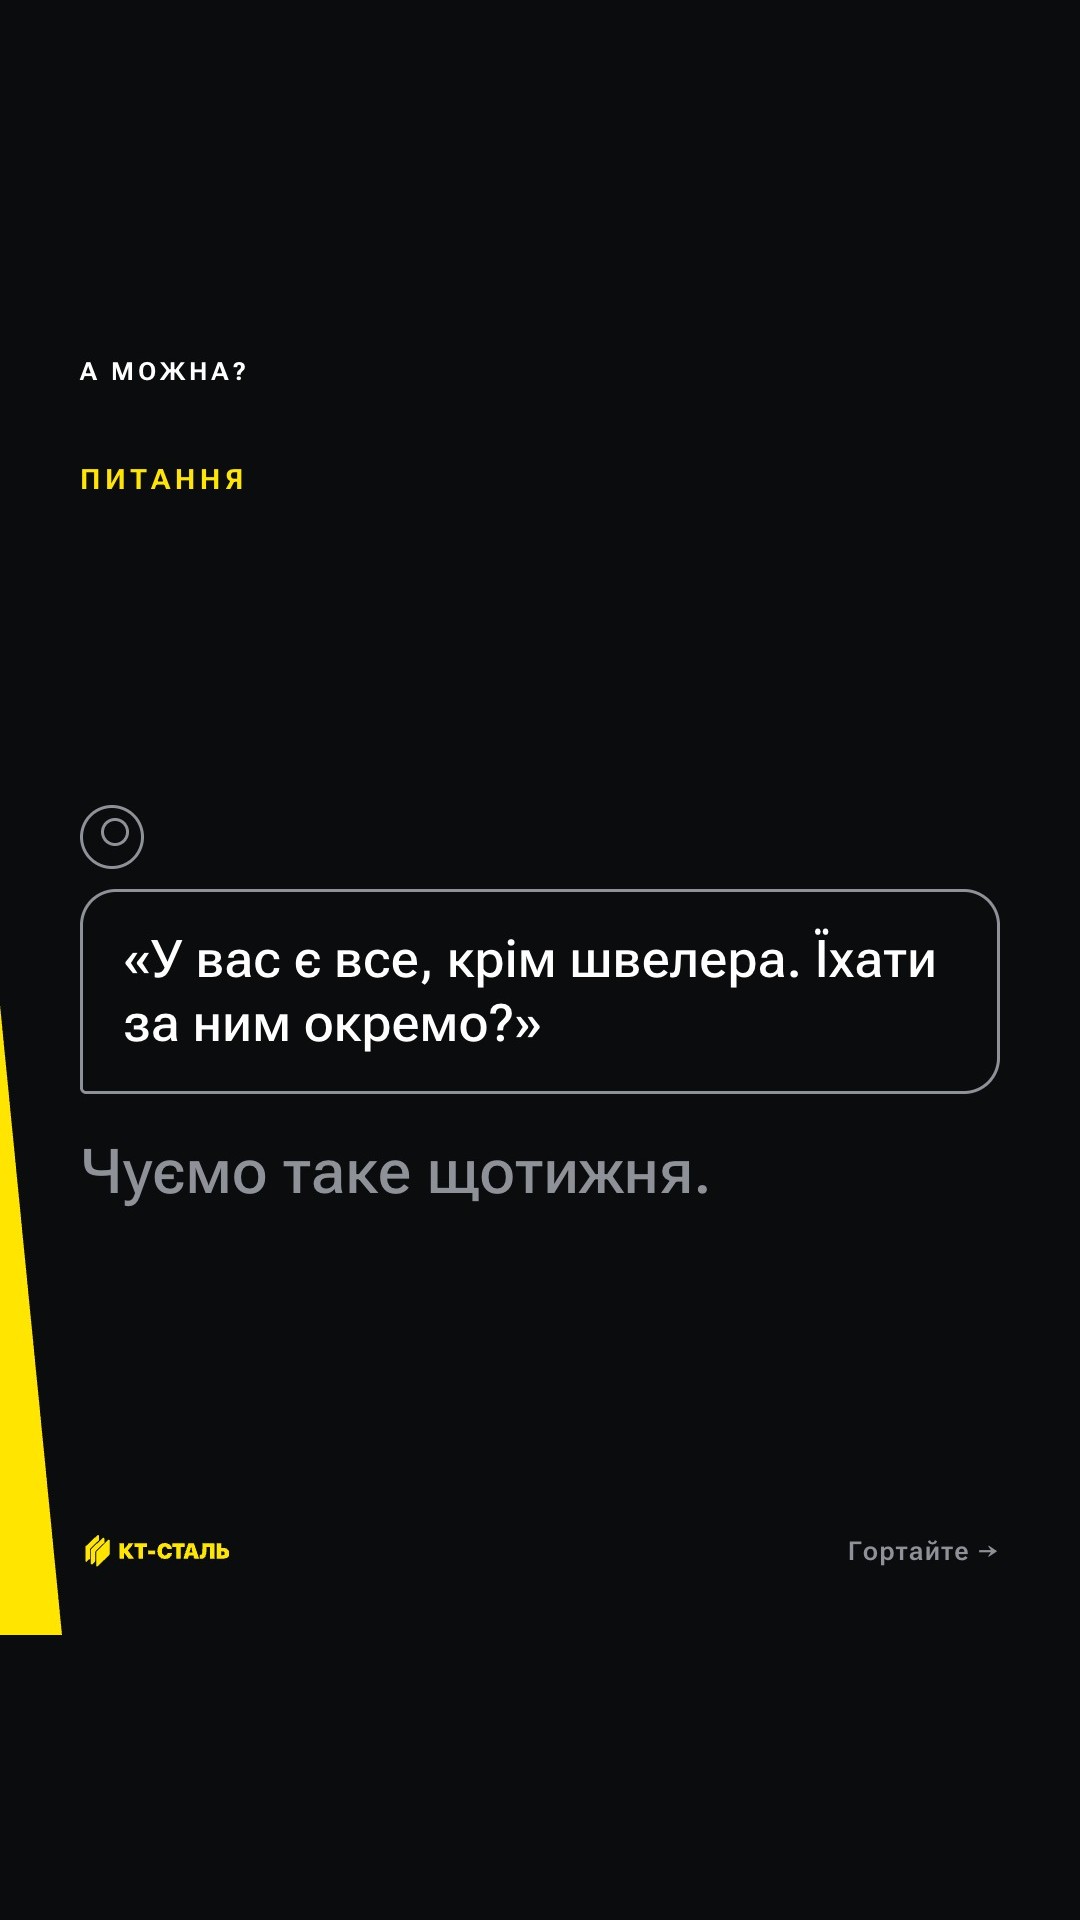 А МОЖНА?
ПИТАННЯ
«У вас є все, крім швелера. Їхати
за ним окремо?»
Чуємо таке щотижня.
КТ-СТАЛЬ
Гортайте →